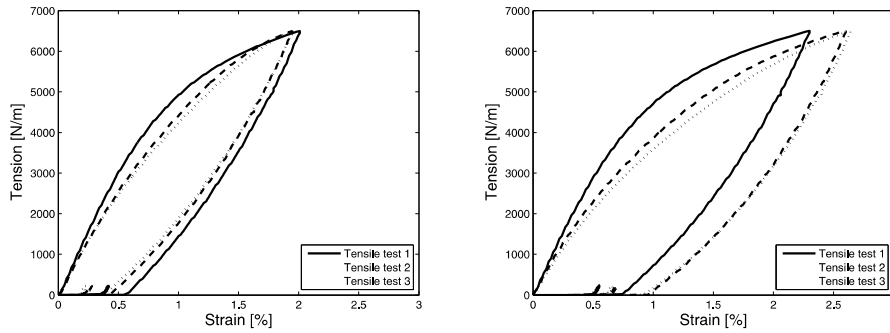 7000
6000
5000
4000
3000
2000
1000
0
Tension [N/m]
0 0.5 1 1.5 2 2.5 3
Strain [%]
Tensile test 1
Tensile test 2
Tensile test 3
7000
6000
5000
4000
3000
2000
1000
0
Tension [N/m]
0 0.5 1 1.5 2 2.5
Strain [%]
Tensile test 1
Tensile test 2
Tensile test 3